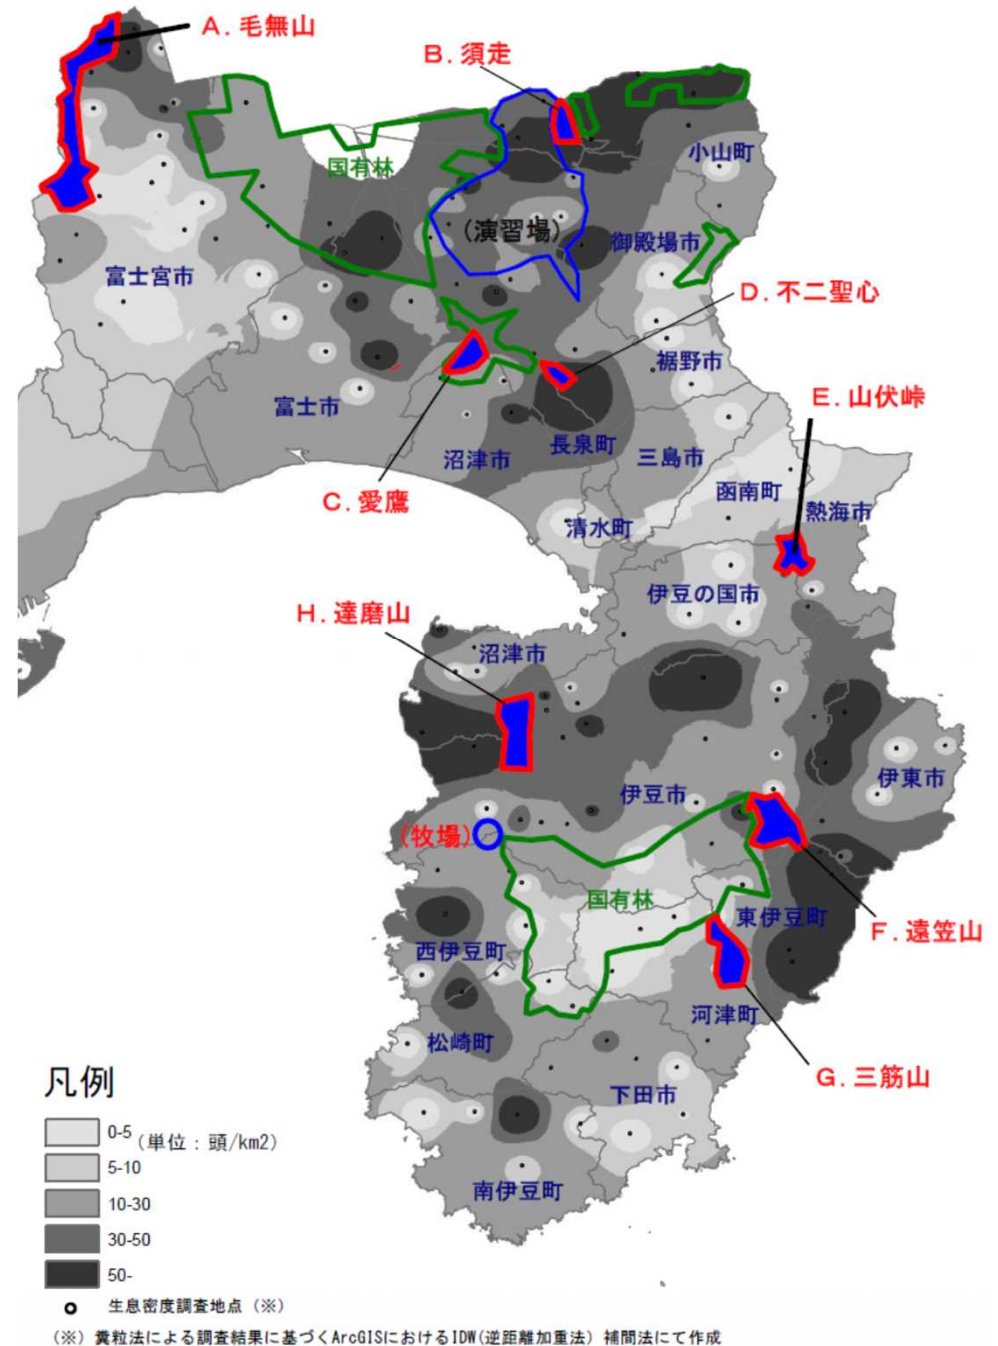 A. 毛無山
B. 須走
小山町
国有林
(演習場)
御殿場市
富士宮市
D. 不二聖心
裾野市
E. 山伏峠
富士市
長泉町
沼津市
三島市
函南町
C. 愛鷹
熱海市
清水町
伊豆の国市
H. 達磨山
沼津市
伊東市
伊豆市
(牧場)
国有林
東伊豆町
F. 遠笠山
西伊豆町
河津町
松崎町
G. 三筋山
下田市
南伊豆町
凡例
0-5 (単位：頭/km2)
5-10
10-30
30-50
50-
生息密度調査地点（※）
（※）糞粒法による調査結果に基づくArcGISにおけるIDW(逆距離加重法）補間法にて作成